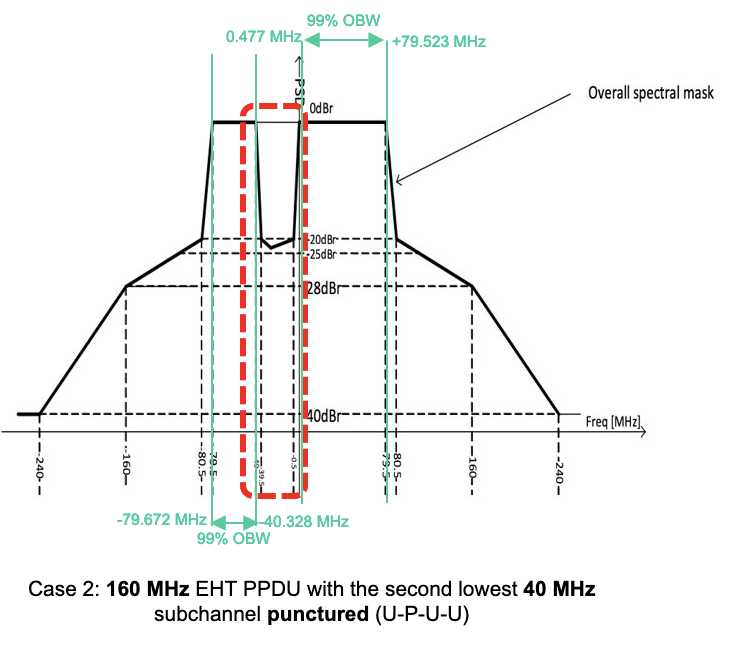 99% OBW
0.477 MHz
+79.523 MHz
PSD
0dBr
Overall spectral mask
-20dBr
-25dBr
28dBr
40dBr
Freq [MHz]
-240
-160
-80.5
-79.5
-39.5
-0.5
79.5
80.5
160
240
-79.672 MHz
-40.328 MHz
99% OBW
Case 2: 160 MHz EHT PPDU with the second lowest 40 MHz
subchannel punctured (U-P-U-U)